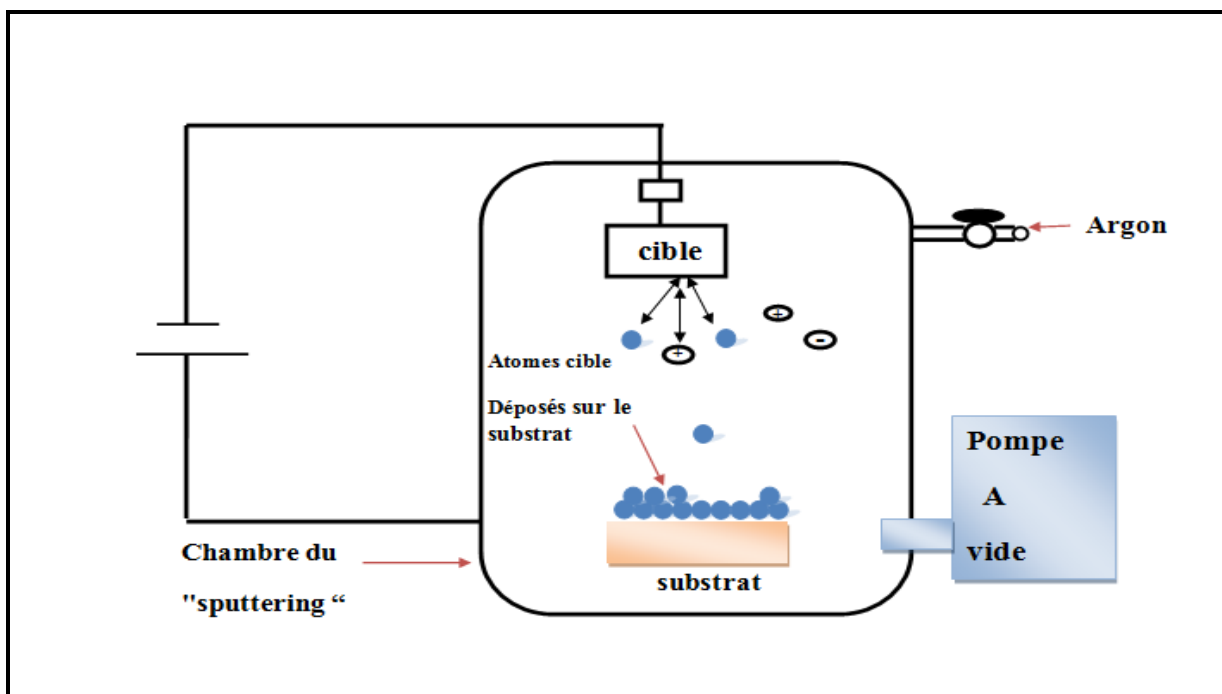 cible
Argon
+
-
+
Atomes cible
Déposés sur le
substrat
Pompe
A
vide
Chambre du
"sputtering “
substrat